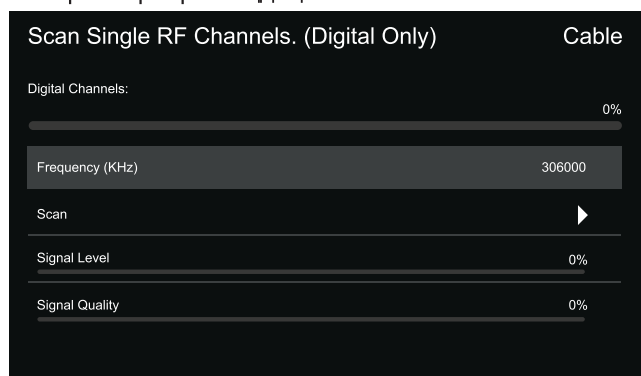 Scan Single RF Channels. (Digital Only) Cable
Digital Channels:
0%
Frequency (KHz) 306000
Scan
Signal Level 0%
Signal Quality 0%